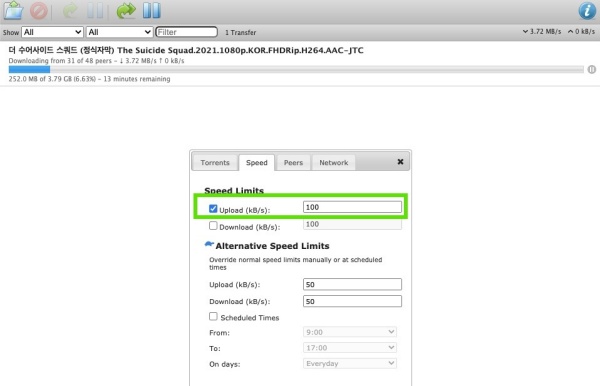 Show All All Filter 1 Transfer 3.72 MB/s 0 kB/s
더 수어사이드 스쿼드 (정식자막) The Suicide Squad.2021.1080p.KOR.FHDRip.H264.AAC-JTC
Downloading from 31 of 48 peers - ↓ 3.72 MB/s ↑ 0 kB/s
252.0 MB of 3.79 GB (6.63%) - 13 minutes remaining
Torrents Speed Peers Network
Speed Limits
Upload (kB/s): 100
Download (kB/s): 100
Alternative Speed Limits
Override normal speed limits manually or at scheduled
times
Upload (kB/s): 50
Download (kB/s): 50
Scheduled Times
From: 9:00
To: 17:00
On days: Everyday